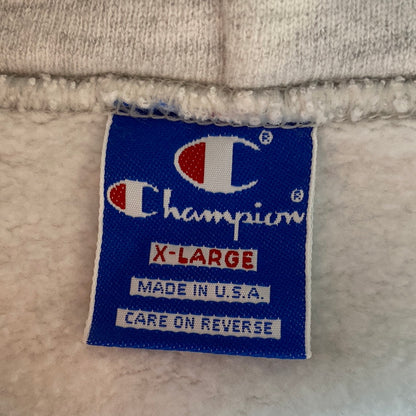 ®
Champion®
X-LARGE
MADE IN U.S.A.
CARE ON REVERSE